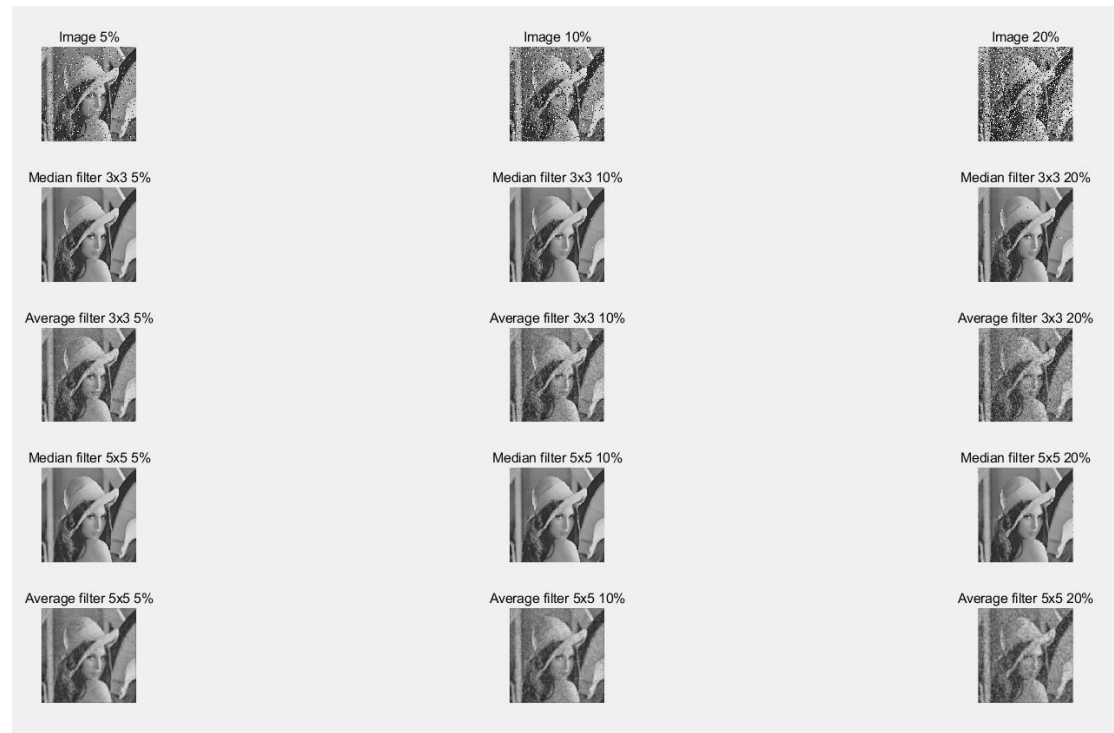 Image 5%
Image 10%
Image 20%
Median filter 3x3 5%
Median filter 3x3 10%
Median filter 3x3 20%
Average filter 3x3 5%
Average filter 3x3 10%
Average filter 3x3 20%
Median filter 5x5 5%
Median filter 5x5 10%
Median filter 5x5 20%
Average filter 5x5 5%
Average filter 5x5 10%
Average filter 5x5 20%